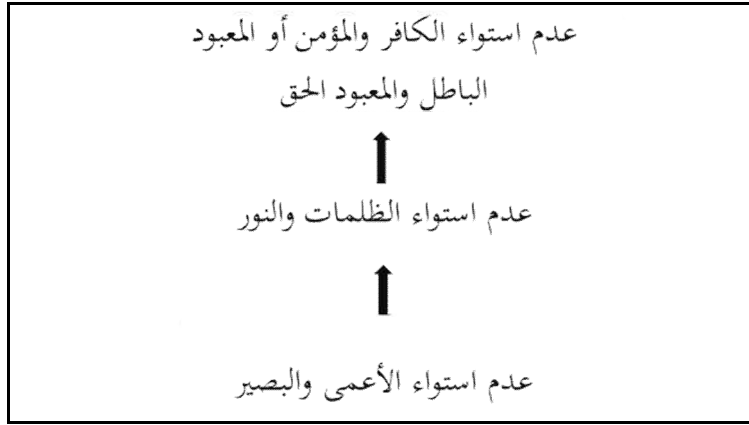 عدم استواء الكافر والمؤمن أو المعبود
الباطل والمعبود الحق
عدم استواء الظلمات والنور
عدم استواء الأعمى والبصير